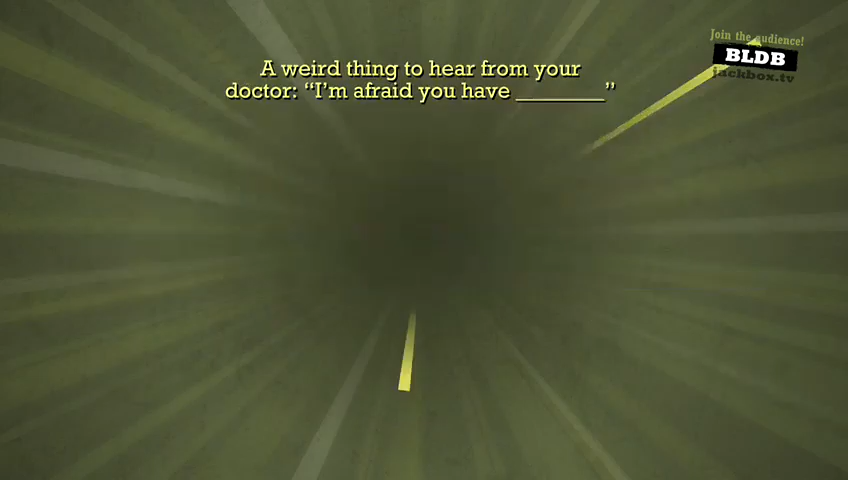 Join the audience!
BLDB
jackbox.tv
A weird thing to hear from your
doctor: “I’m afraid you have ________”